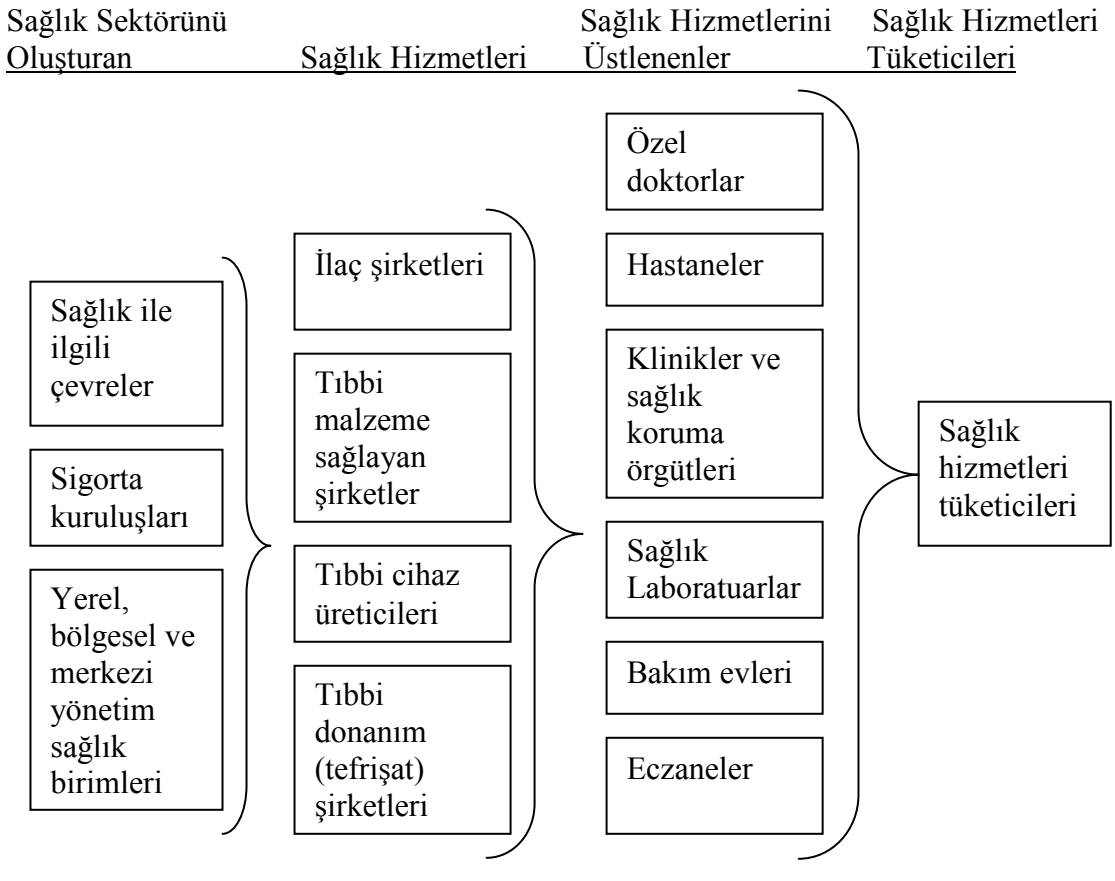 Sağlık Sektörünü Sağlık Hizmetlerini Sağlık Hizmetleri
Oluşturan Sağlık Hizmetleri Üstlenenler Tüketicileri
Sağlık ile
ilgili
çevreler
Sigorta
kuruluşları
Yerel,
bölgesel ve
merkezi
yönetim
sağlık
birimleri
İlaç şirketleri
Tıbbi
malzeme
sağlayan
şirketler
Tıbbi cihaz
üreticileri
Tıbbi
donanım
(tefrişat)
şirketleri
Özel
doktorlar
Hastaneler
Klinikler ve
sağlık
koruma
örgütleri
Sağlık
Laboratuarlar
Bakım evleri
Eczaneler
Sağlık
hizmetleri
tüketicileri